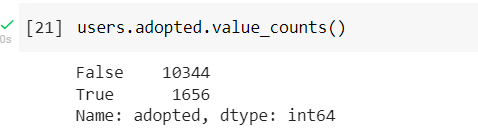 [21] users.adopted.value_counts()
0s
False 10344
True 1656
Name: adopted, dtype: int64